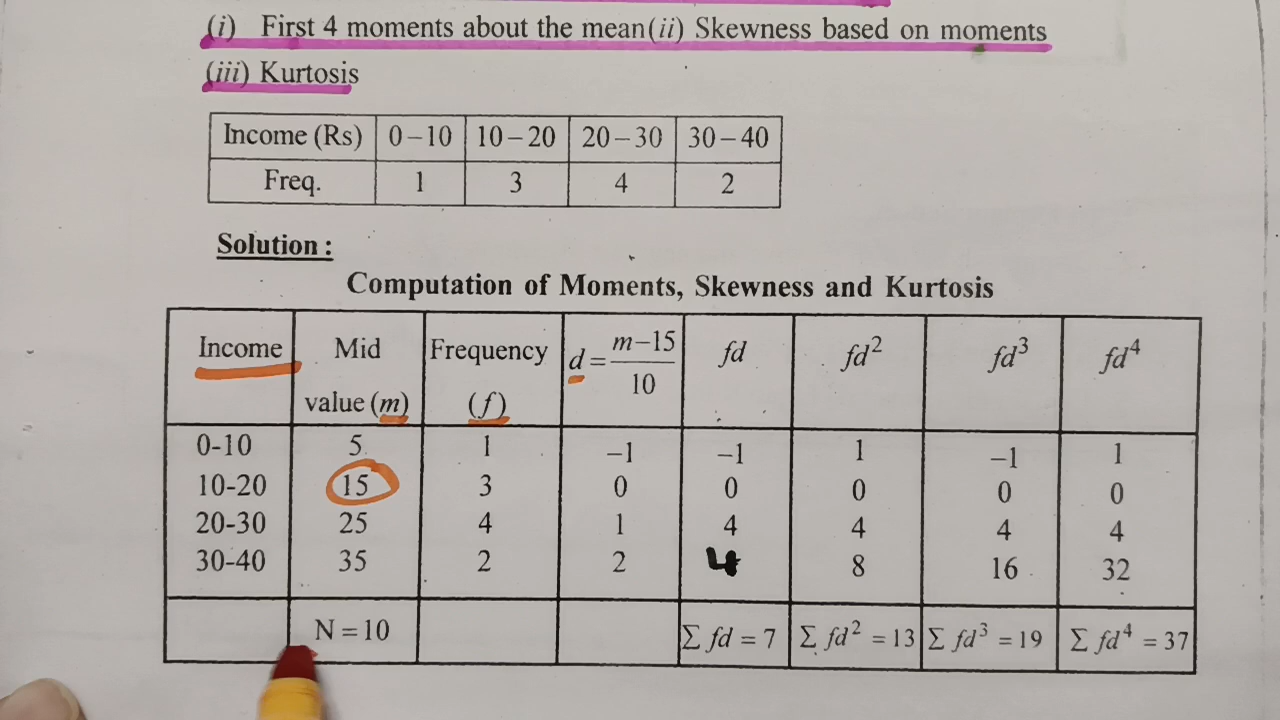 (i) First 4 moments about the mean(ii) Skewness based on moments
(iii) Kurtosis
Income (Rs) 0–10 10–20 20–30 30–40
Freq. 1 3 4 2
Solution :
Computation of Moments, Skewness and Kurtosis
Income Mid value (m) Frequency (f) d = m–15 / 10 fd fd² fd³ fd⁴
0-10 5 1 –1 –1 1 –1 1
10-20 15 3 0 0 0 0 0
20-30 25 4 1 4 4 4 4
30-40 35 2 2 4 8 16 32
N = 10 Σ fd = 7 Σ fd² = 13 Σ fd³ = 19 Σ fd⁴ = 37